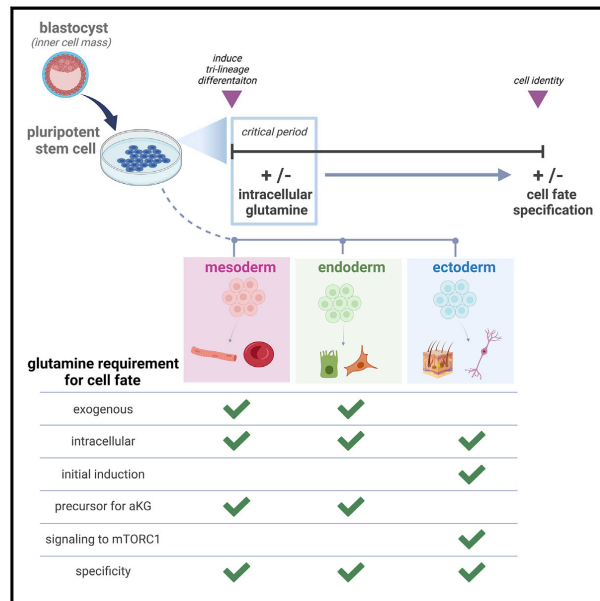 blastocyst
(inner cell mass)
pluripotent
stem cell
induce
tri-lineage
differentaiton
cell identity
critical period
+ /-
intracellular
glutamine
+ /-
cell fate
specification
mesoderm
endoderm
ectoderm
glutamine requirement
for cell fate
exogenous
intracellular
initial induction
precursor for aKG
signaling to mTORC1
specificity